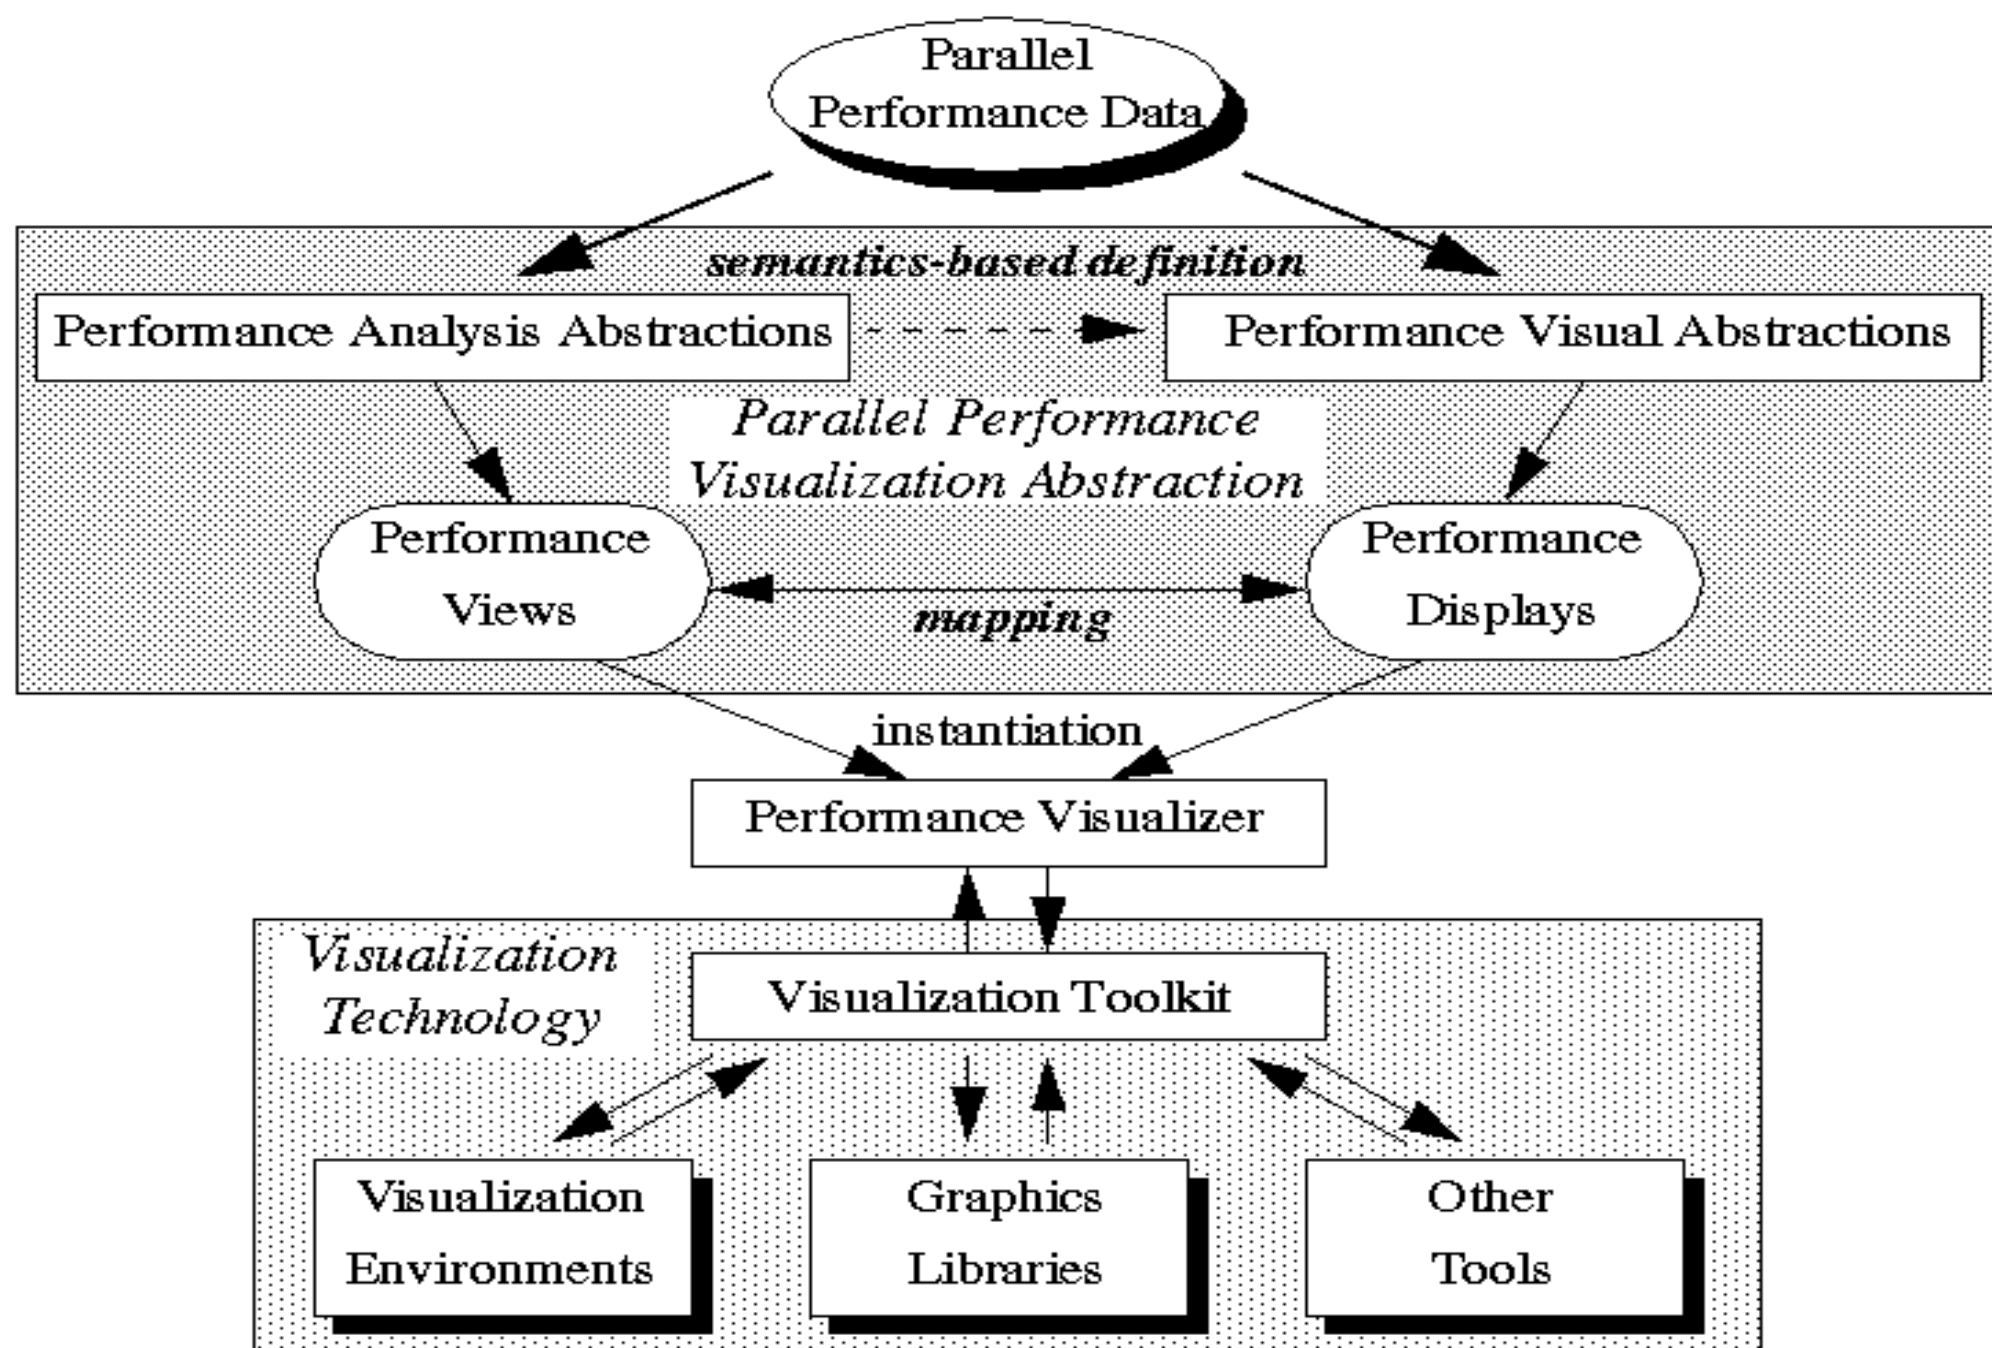 Parallel
Performance Data
semantics-based definition
Performance Analysis Abstractions
Performance Visual Abstractions
Parallel Performance
Visualization Abstraction
Performance
Views
Performance
Displays
mapping
instantiation
Performance Visualizer
Visualization
Technology
Visualization Toolkit
Visualization
Environments
Graphics
Libraries
Other
Tools